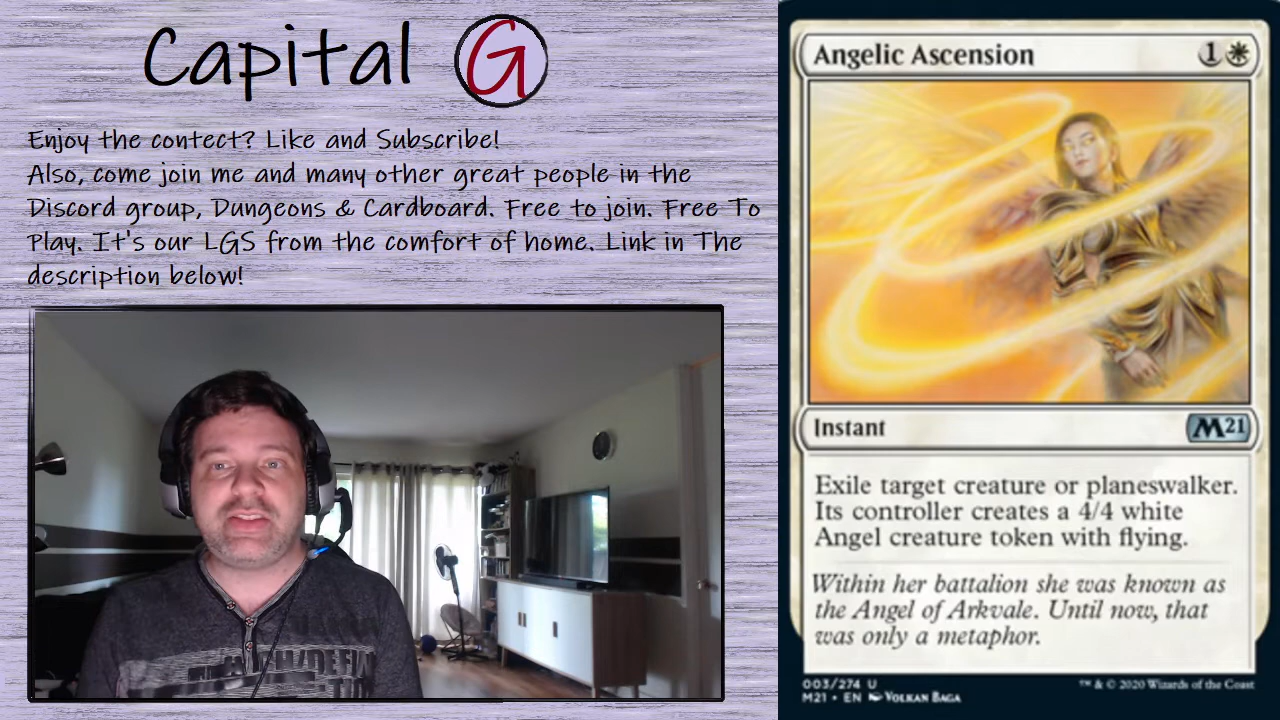 Capital G
Enjoy the contect? Like and Subscribe!
Also, come join me and many other great people in the
Discord group, Dungeons & Cardboard. Free to join. Free To
Play. It's our LGS from the comfort of home. Link in The
description below!
Angelic Ascension 1
Instant M21
Exile target creature or planeswalker.
Its controller creates a 4/4 white
Angel creature token with flying.
Within her battalion she was known as
the Angel of Arkvale. Until now, that
was only a metaphor.
003/274 U ™ & © 2020 Wizards of the Coast
M21 • EN VOLKAN BAGA